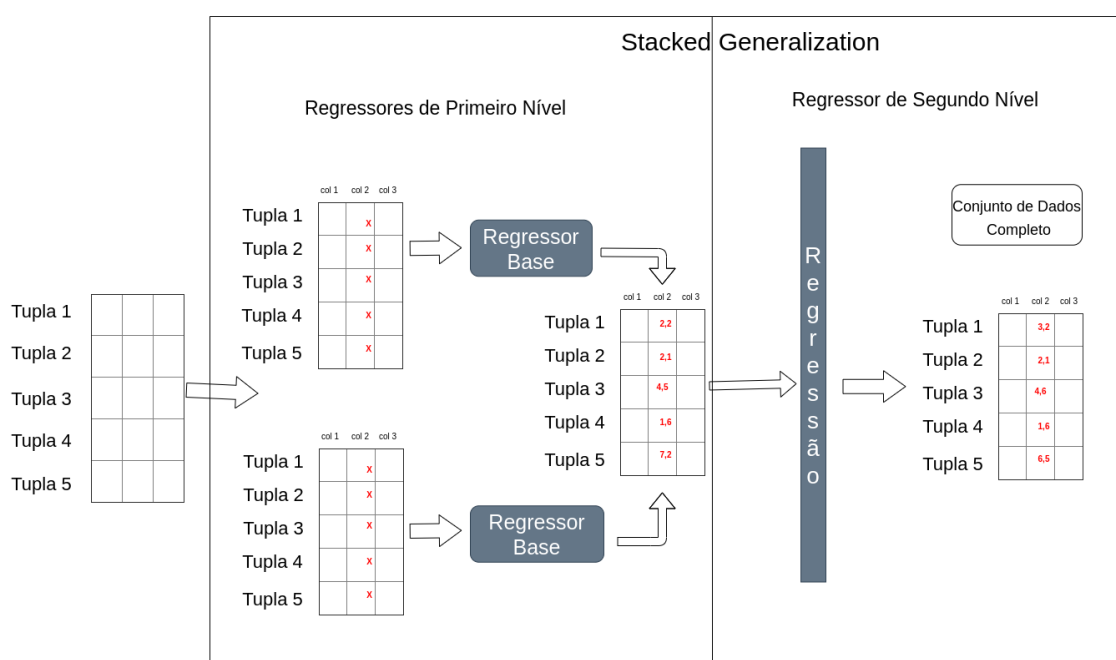 Stacked Generalization
Regressores de Primeiro Nível
Regressor de Segundo Nível
Tupla 1
Tupla 2
Tupla 3
Tupla 4
Tupla 5
col 1 col 2 col 3
Tupla 1 X
Tupla 2 X
Tupla 3 X
Tupla 4 X
Tupla 5 X
Regressor
Base
col 1 col 2 col 3
Tupla 1 X
Tupla 2 X
Tupla 3 X
Tupla 4 X
Tupla 5 X
Regressor
Base
col 1 col 2 col 3
Tupla 1 2,2
Tupla 2 2,1
Tupla 3 4,5
Tupla 4 1,6
Tupla 5 7,2
Regressão
Conjunto de Dados
Completo
col 1 col 2 col 3
Tupla 1 3,2
Tupla 2 2,1
Tupla 3 4,6
Tupla 4 1,6
Tupla 5 6,5